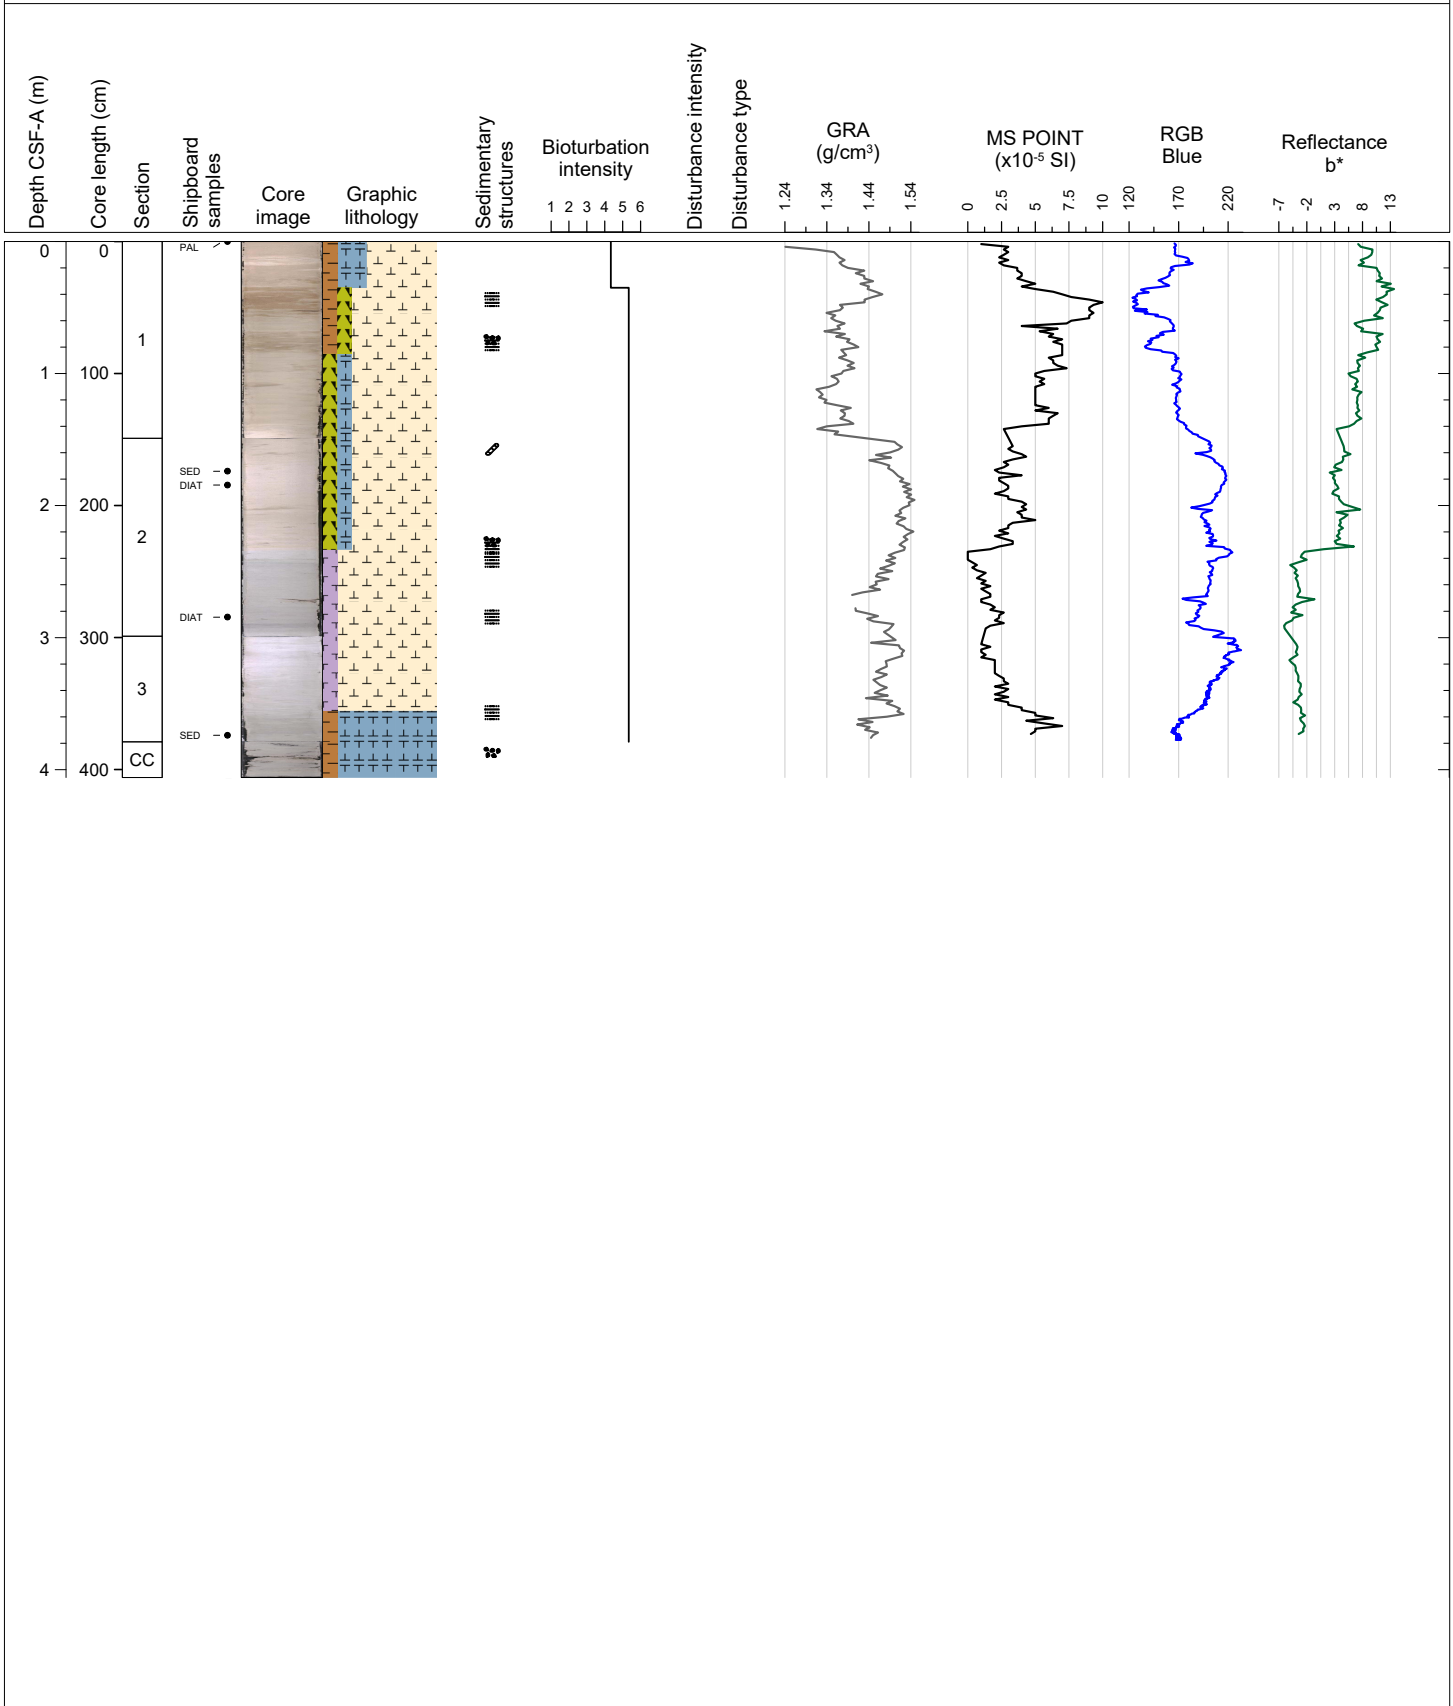 Depth CSF-A (m)
Core length (cm)
Section
Shipboard
samples
Core
image
Graphic
lithology
Sedimentary
structures
Bioturbation
intensity
1 2 3 4 5 6
Disturbance intensity
Disturbance type
GRA
(g/cm³)
1.24 1.34 1.44 1.54
MS POINT
(x10⁻⁵ SI)
0 2.5 5 7.5 10
RGB
Blue
120 170 220
Reflectance
b*
-7 -2 3 8 13
0 0
PAL
1
1 100
SED
DIAT
2 200
2
DIAT
3 300
3
SED
CC
4 400